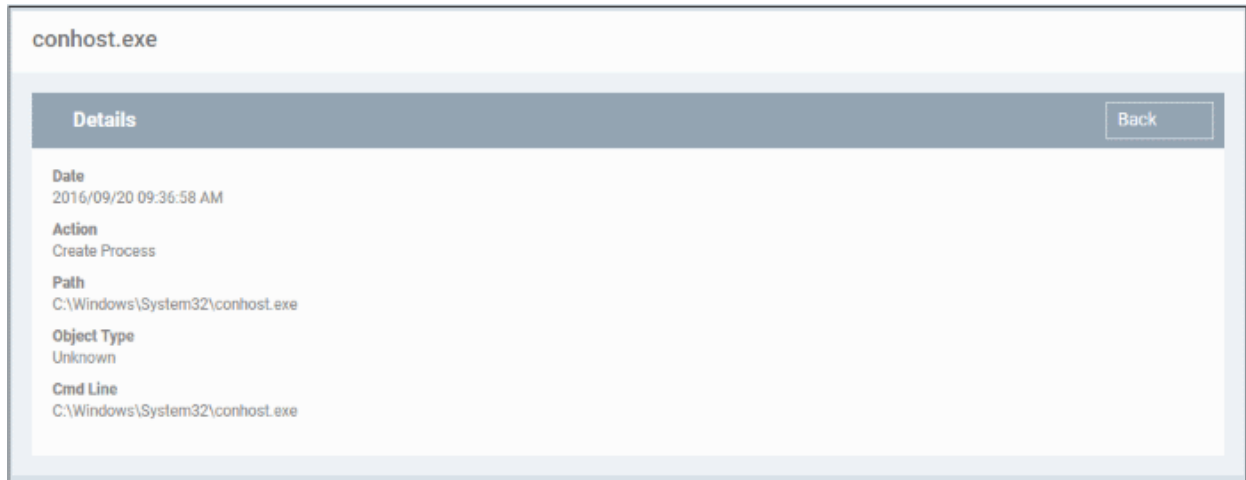 conhost.exe
Details
Back
Date
2016/09/20 09:36:58 AM
Action
Create Process
Path
C:\Windows\System32\conhost.exe
Object Type
Unknown
Cmd Line
C:\Windows\System32\conhost.exe